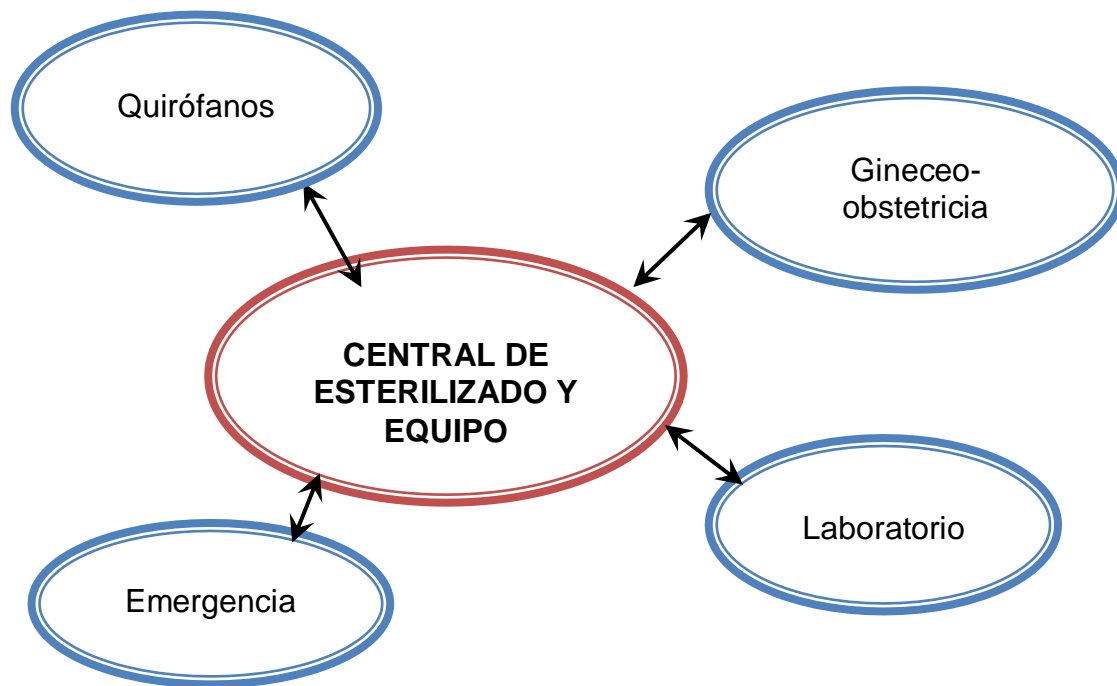 Quirófanos
Gineceo-
obstetricia
CENTRAL DE
ESTERILIZADO Y
EQUIPO
Laboratorio
Emergencia